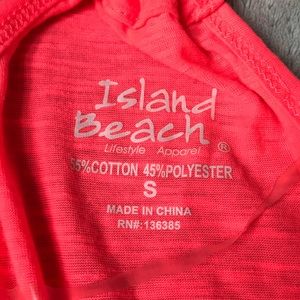 Island
Beach®
Lifestyle Apparel
55%COTTON 45%POLYESTER
S
MADE IN CHINA
RN#:136385